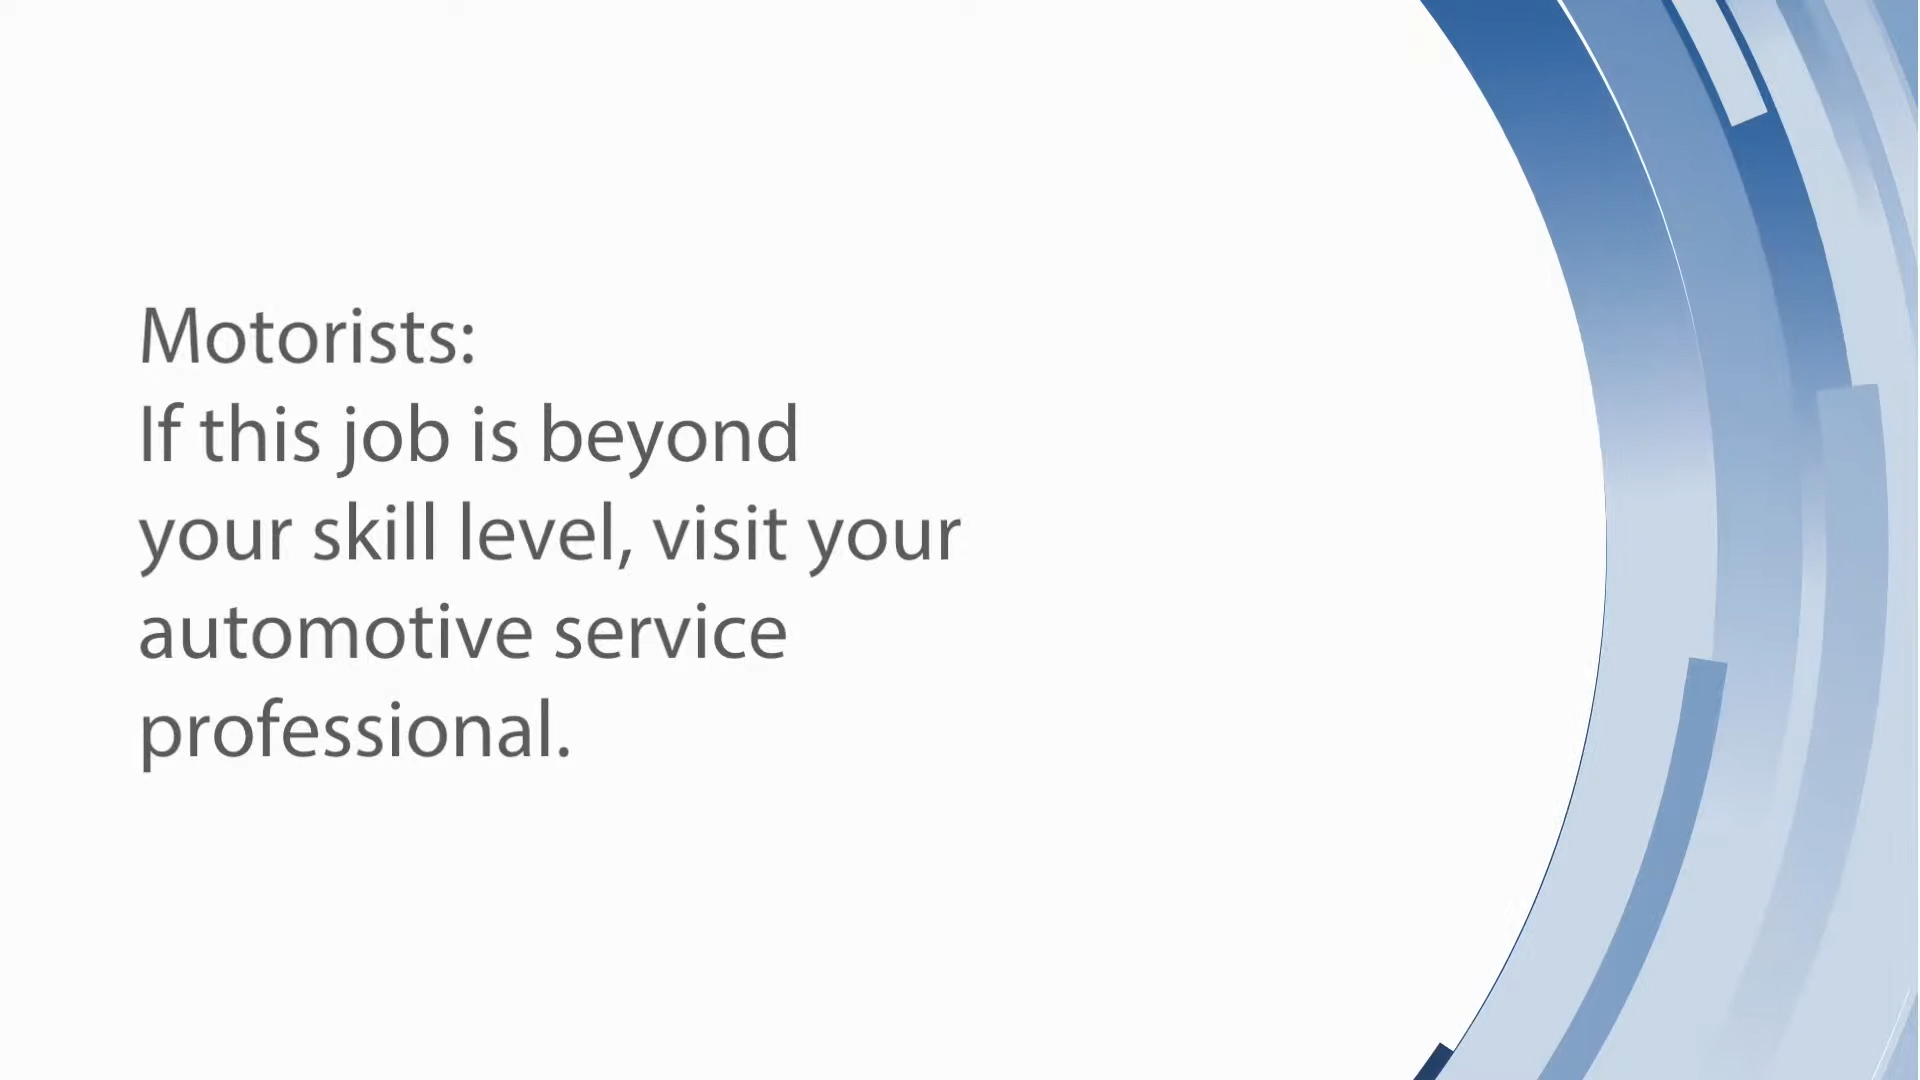 Motorists:
If this job is beyond
your skill level, visit your
automotive service
professional.